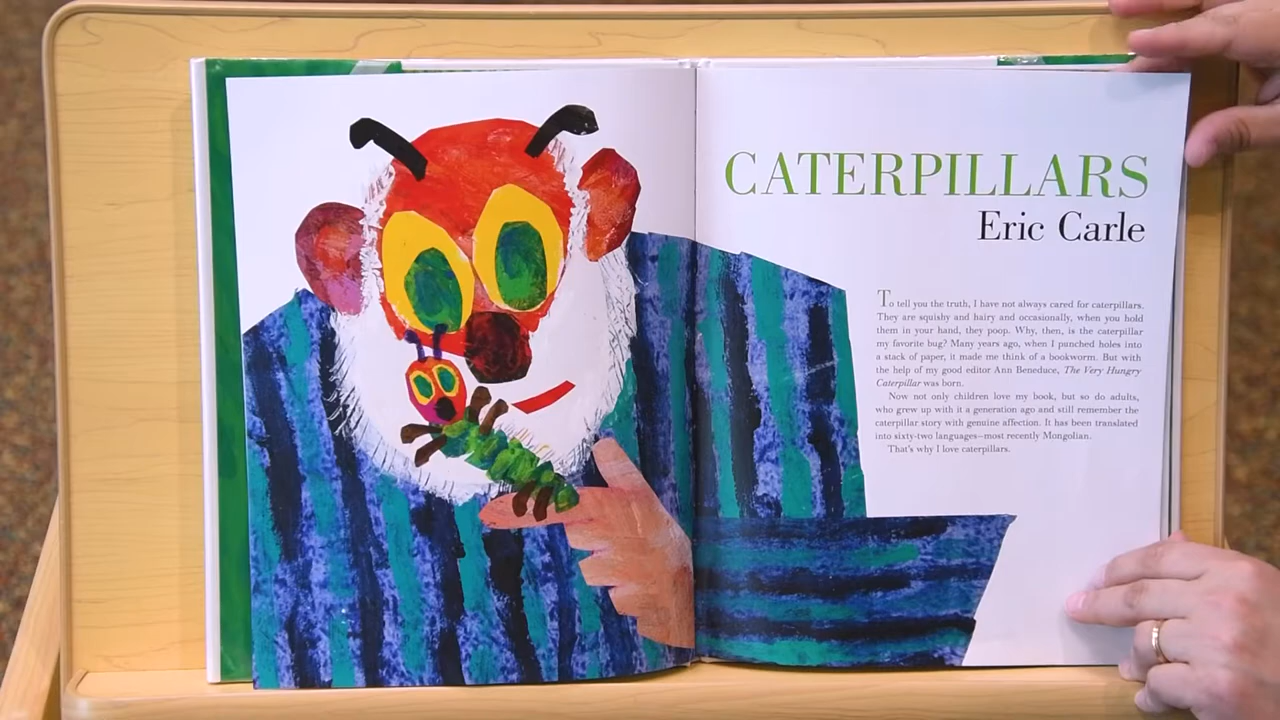 CATERPILLARS
Eric Carle
To tell you the truth, I have not always cared for caterpillars.
They are squishy and hairy and occasionally, when you hold
them in your hand, they poop. Why, then, is the caterpillar
my favorite bug? Many years ago, when I punched holes into
a stack of paper, it made me think of a bookworm. But with
the help of my good editor Ann Beneduce, The Very Hungry
Caterpillar was born.
Now not only children love my book, but so do adults,
who grew up with it a generation ago and still remember the
caterpillar story with genuine affection. It has been translated
into sixty-two languages–most recently Mongolian.
That's why I love caterpillars.